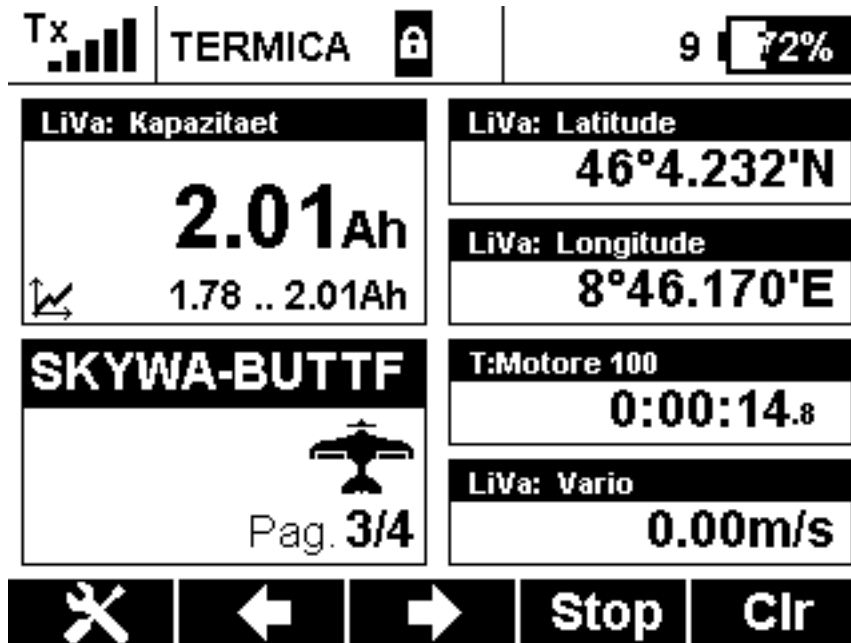 Tx TERMICA 9 72%
LiVa: Kapazitaet
2.01Ah
1.78 .. 2.01Ah
SKYWA-BUTTF
Pag. 3/4
LiVa: Latitude
46°4.232'N
LiVa: Longitude
8°46.170'E
T:Motore 100
0:00:14.8
LiVa: Vario
0.00m/s
Stop Clr